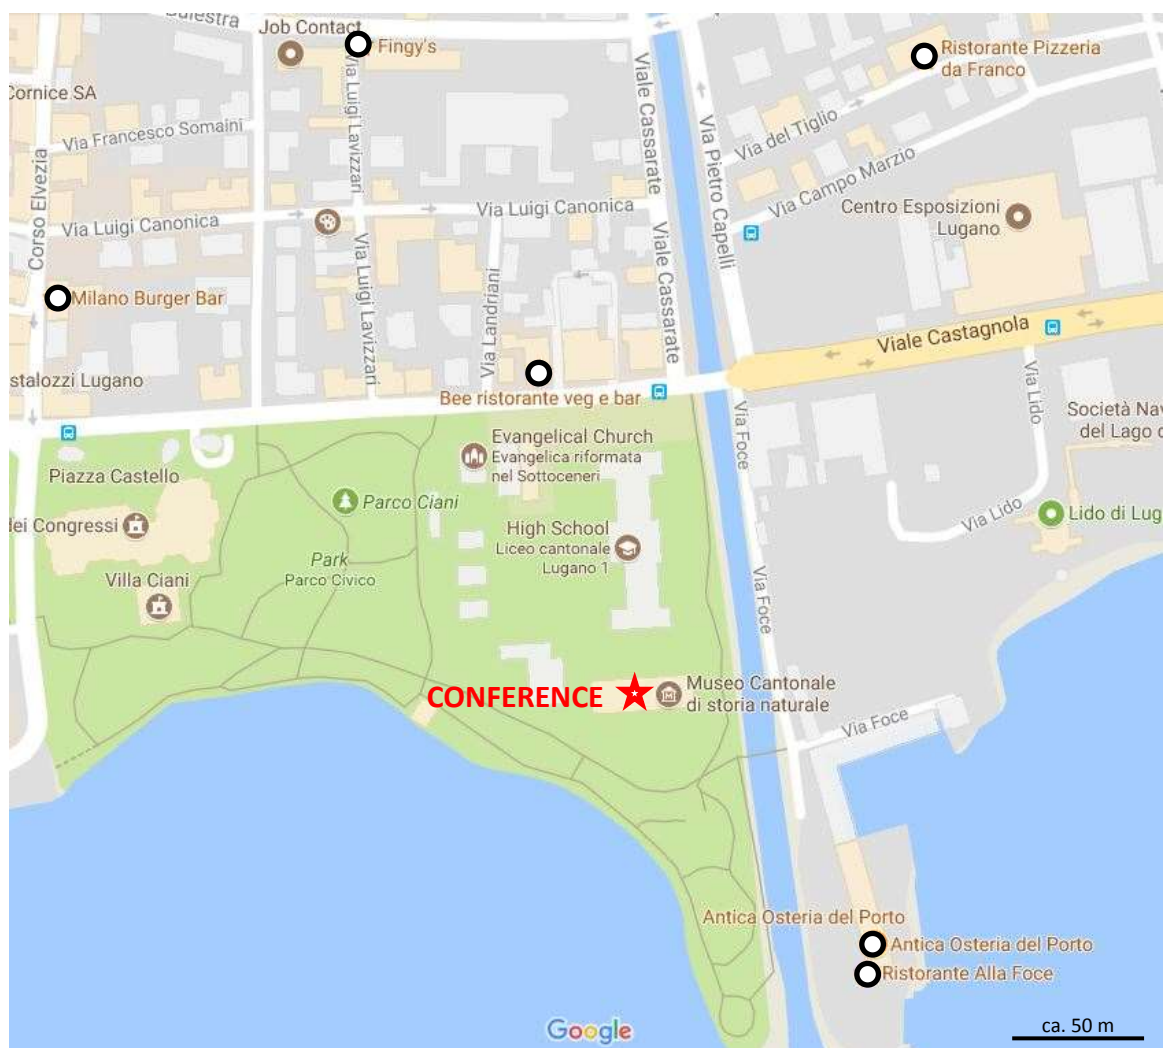 Job Contact
Fingy's
Ristorante Pizzeria
da Franco
Cornice SA
Via Francesco Somaini
Via Luigi Lavizzari
Viale Cassarate
Via Pietro Capelli
Via del Tiglio
Via Campo Marzio
Corso Elvezia
Via Luigi Canonica
Via Luigi Canonica
Centro Esposizioni
Lugano
Milano Burger Bar
Via Luigi Lavizzari
Via Landriani
Viale Cassarate
Viale Castagnola
stalozzi Lugano
Bee ristorante veg e bar
Via Foce
Via Lido
Società Nav
del Lago d
Evangelical Church
Evangelica riformata
nel Sottoceneri
Piazza Castello
Parco Ciani
dei Congressi
High School
Liceo cantonale
Lugano 1
Via Lido
Lido di Lug
Park
Parco Civico
Villa Ciani
Via Foce
CONFERENCE
Museo Cantonale
di storia naturale
Via Foce
Antica Osteria del Porto
Antica Osteria del Porto
Ristorante Alla Foce
Google
ca. 50 m